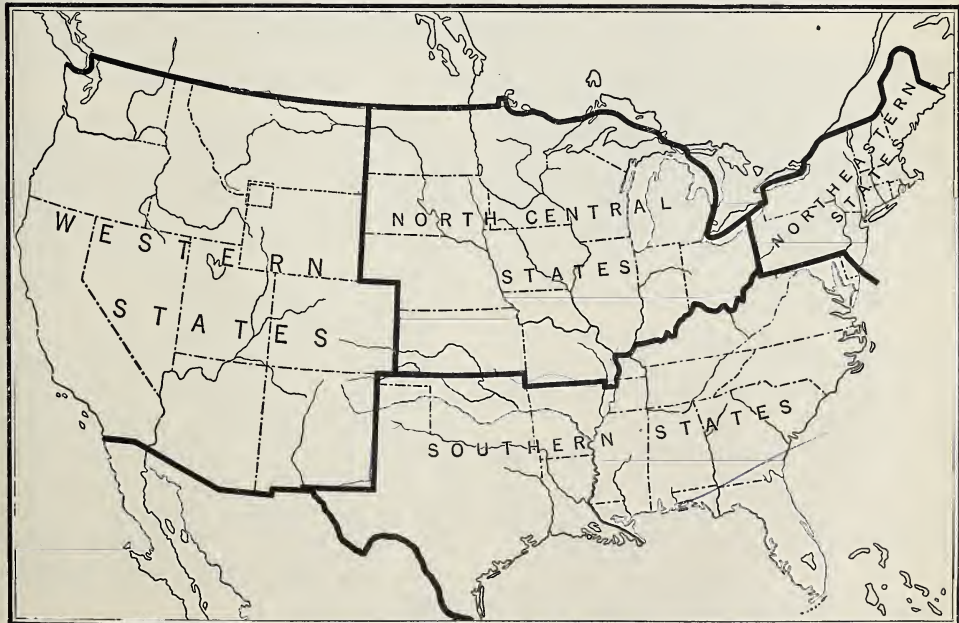 WESTERN
STATES
NORTH CENTRAL
STATES
NORTHEASTERN
STATES
SOUTHERN STATES